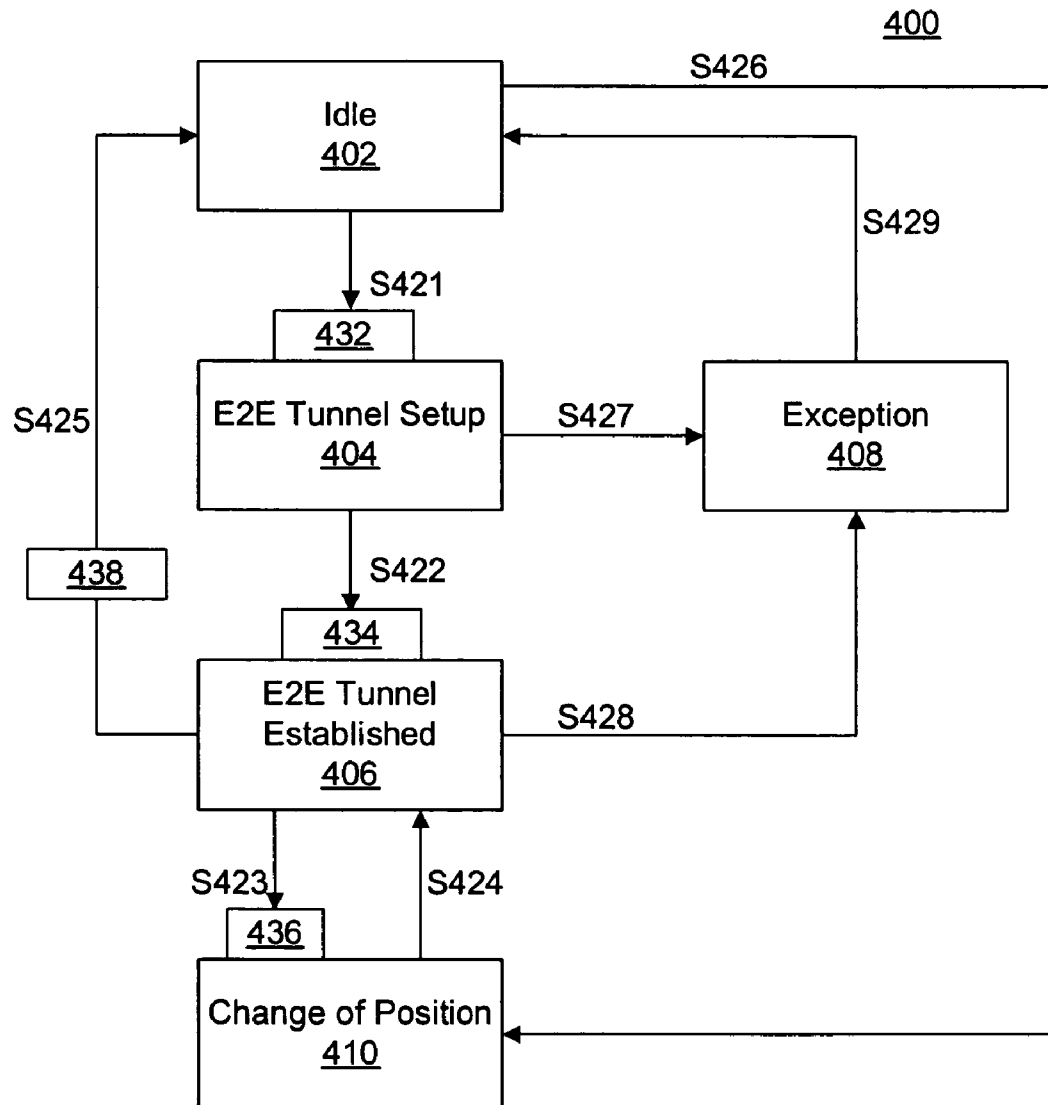 400
S426
Idle
402
S429
S421
432
E2E Tunnel Setup
404
S427
Exception
408
S425
S422
438
434
E2E Tunnel
Established
406
S428
S423
S424
436
Change of Position
410